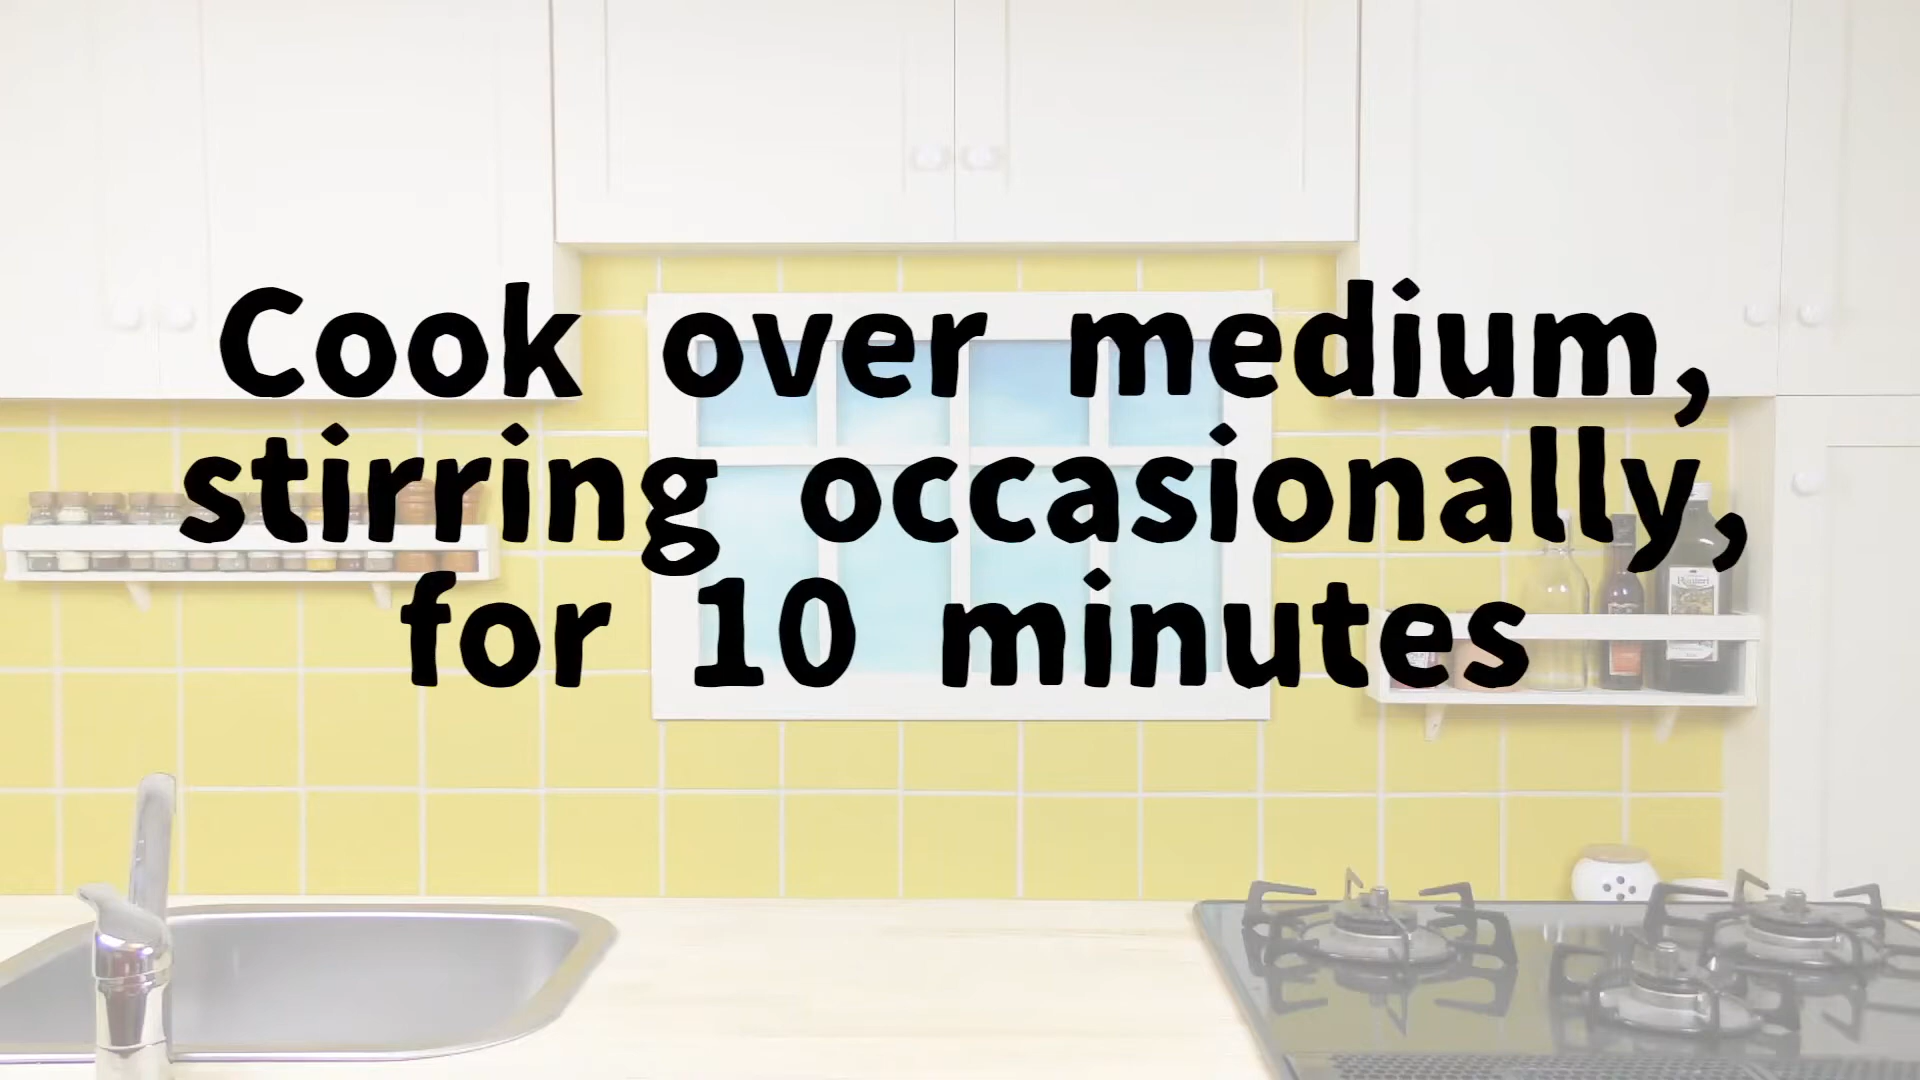 Cook over medium,
stirring occasionally,
for 10 minutes